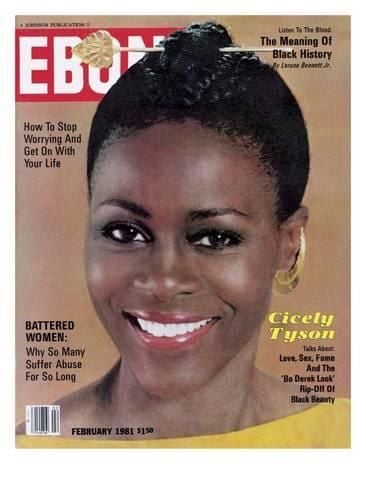 A JOHNSON PUBLICATION
EBON
Listen To The Blood:
The Meaning Of
Black History
By Lerone Bennett Jr.
How To Stop
Worrying And
Get On With
Your Life
Cicely
Tyson
Talks About:
Love, Sex, Fame
And The
'Bo Derek Look'
Rip-Off Of
Black Beauty
BATTERED
WOMEN:
Why So Many
Suffer Abuse
For So Long
FEBRUARY 1981 $1.50